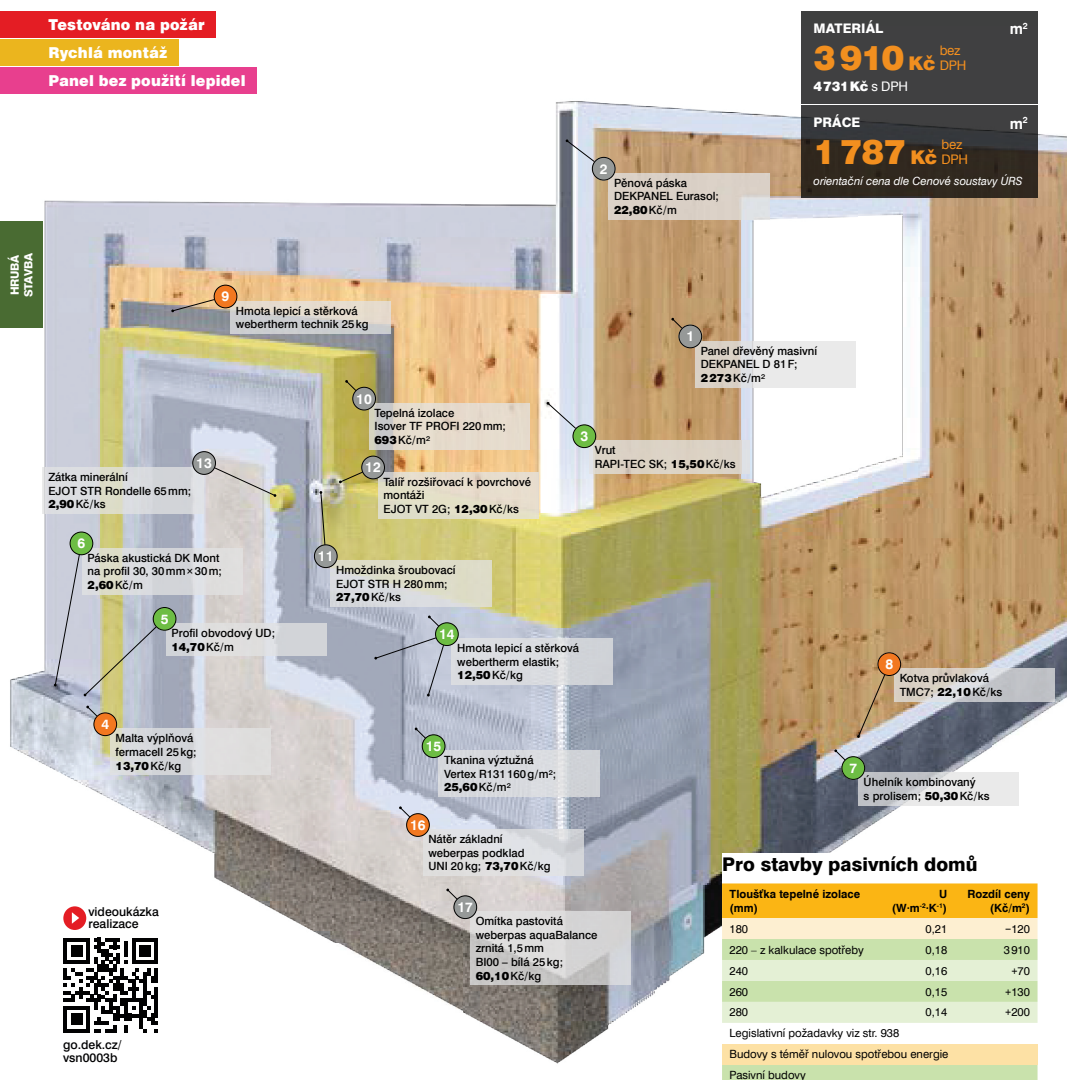 Testováno na požár
Rychlá montáž
Panel bez použití lepidel
MATERIÁL m²
3 910 Kč bez DPH
4 731 Kč s DPH
PRÁCE m²
1 787 Kč bez DPH
orientační cena dle Cenové soustavy ÚRS
HRUBÁ
STAVBA
2
Pěnová páska
DEKPANEL Eurasol;
22,80 Kč/m
9
Hmota lepicí a stěrková
webertherm technik 25 kg
1
Panel dřevěný masivní
DEKPANEL D 81 F;
2 273 Kč/m²
10
Tepelná izolace
Isover TF PROFI 220 mm;
693 Kč/m²
3
Vrut
RAPI-TEC SK; 15,50 Kč/ks
13
Zátka minerální
EJOT STR Rondelle 65 mm;
2,90 Kč/ks
12
Talíř rozšiřovací k povrchové
montáži
EJOT VT 2G; 12,30 Kč/ks
6
Páska akustická DK Mont
na profil 30, 30 mm × 30 m;
2,60 Kč/m
11
Hmoždinka šroubovací
EJOT STR H 280 mm;
27,70 Kč/ks
5
Profil obvodový UD;
14,70 Kč/m
14
Hmota lepicí a stěrková
webertherm elastik;
12,50 Kč/kg
8
Kotva průvlaková
TMC7; 22,10 Kč/ks
4
Malta výplňová
fermacell 25 kg;
13,70 Kč/kg
15
Tkanina výztužná
Vertex R131 160 g/m²;
25,60 Kč/m²
7
Úhelník kombinovaný
s prolisem; 50,30 Kč/ks
16
Nátěr základní
weberpas podklad
UNI 20 kg; 73,70 Kč/kg
17
Omítka pastovitá
weberpas aquaBalance
zrnitá 1,5 mm
BI00 – bílá 25 kg;
60,10 Kč/kg
videoukázka
realizace
go.dek.cz/
vsn0003b
Pro stavby pasivních domů
Tloušťka tepelné izolace (mm) U (W·m⁻²·K⁻¹) Rozdíl ceny (Kč/m²)
180 0,21 −120
220 – z kalkulace spotřeby 0,18 3 910
240 0,16 +70
260 0,15 +130
280 0,14 +200
Legislativní požadavky viz str. 938
Budovy s téměř nulovou spotřebou energie
Pasivní budovy